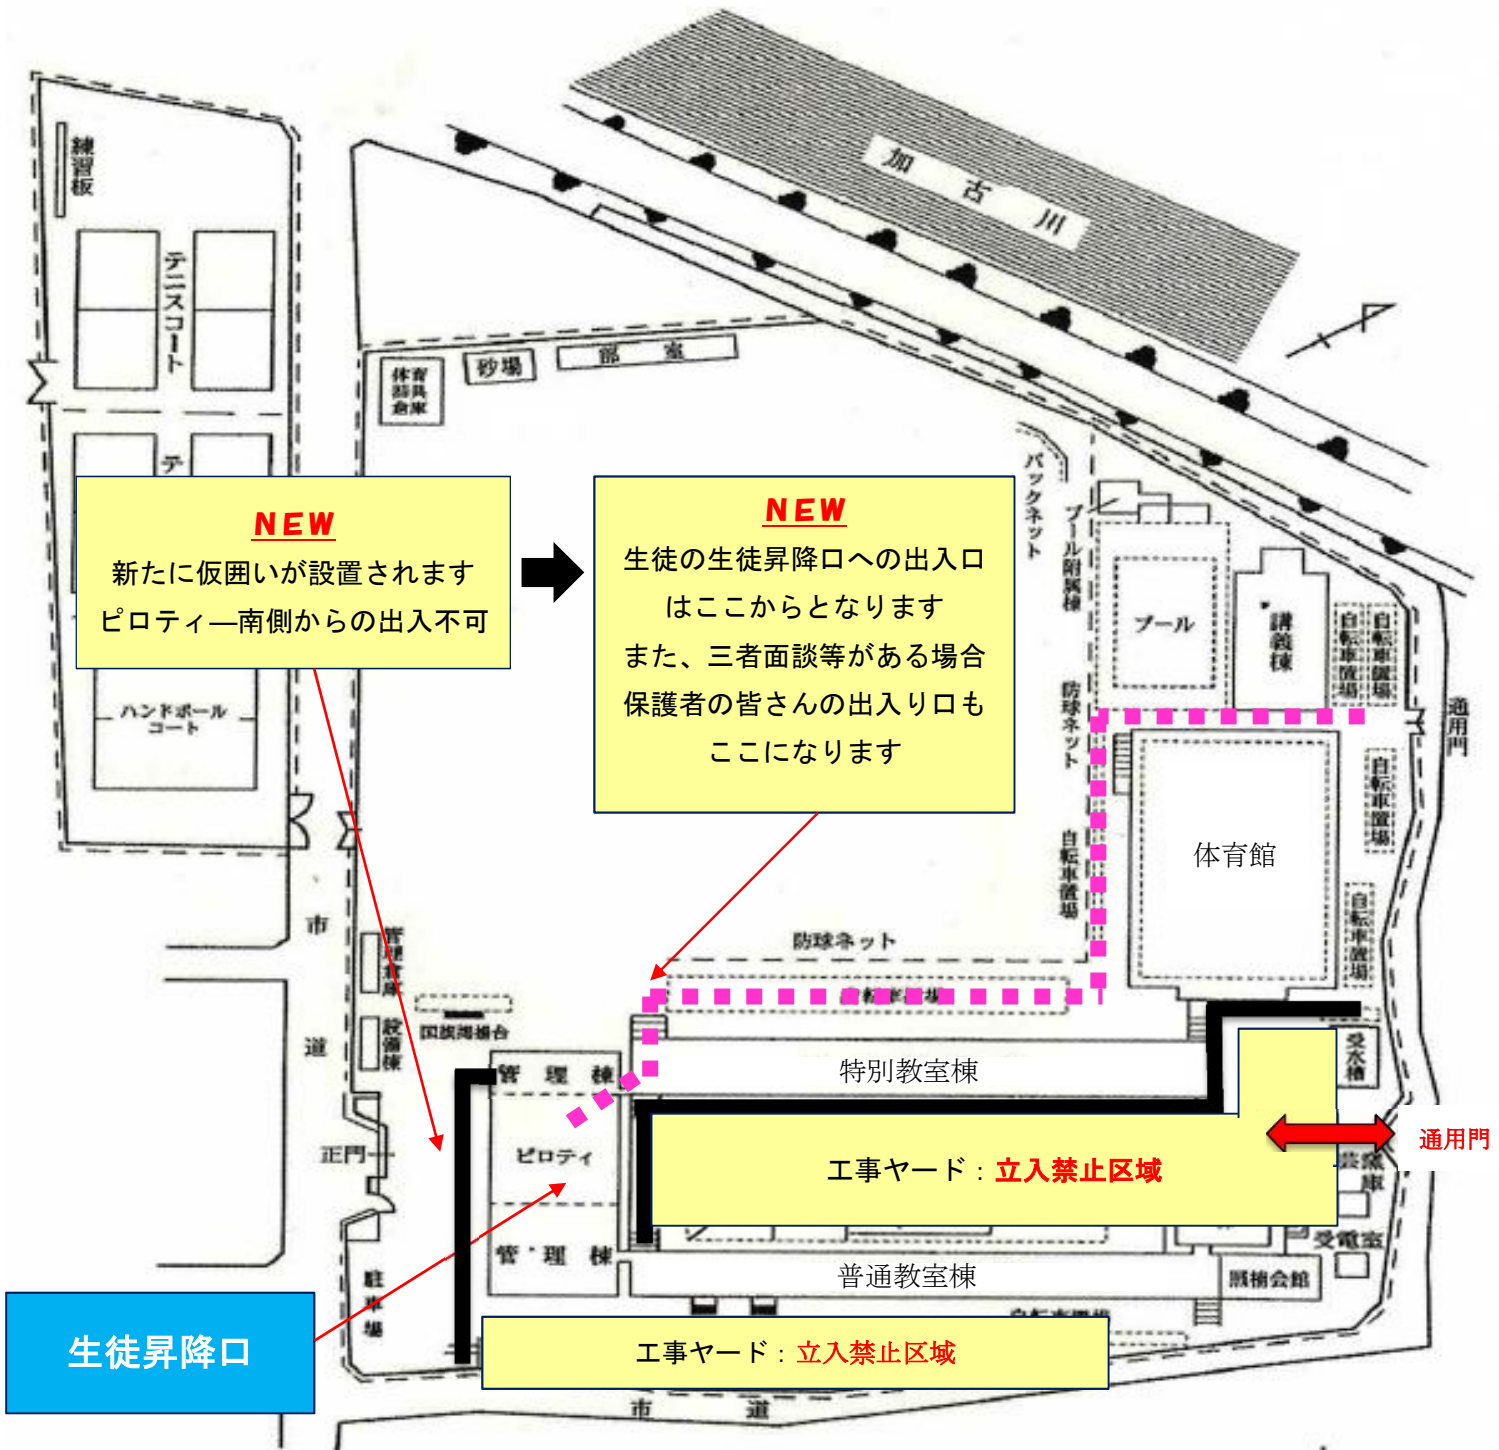 加古川
練習板
テニスコート
体育器具倉庫
砂場
部室
バックネット
プール附属棟
テ
NEW
新たに仮囲いが設置されます
ピロティ―南側からの出入不可
NEW
生徒の生徒昇降口への出入口
はここからとなります
また、三者面談等がある場合
保護者の皆さんの出入り口も
ここになります
プール
講義棟
自転車置場
自転車置場
通用門
防球ネット
ハンドボール
コート
自転車置場
自転車置場
体育館
自転車置場
市道
管理倉庫
防球ネット
国旗掲揚台
設備棟
受水槽
管理棟
特別教室棟
正門
ピロティ
工事ヤード：立入禁止区域
通用門
庫
受電室
管理棟
普通教室棟
駐車場
生徒昇降口
工事ヤード：立入禁止区域
市道